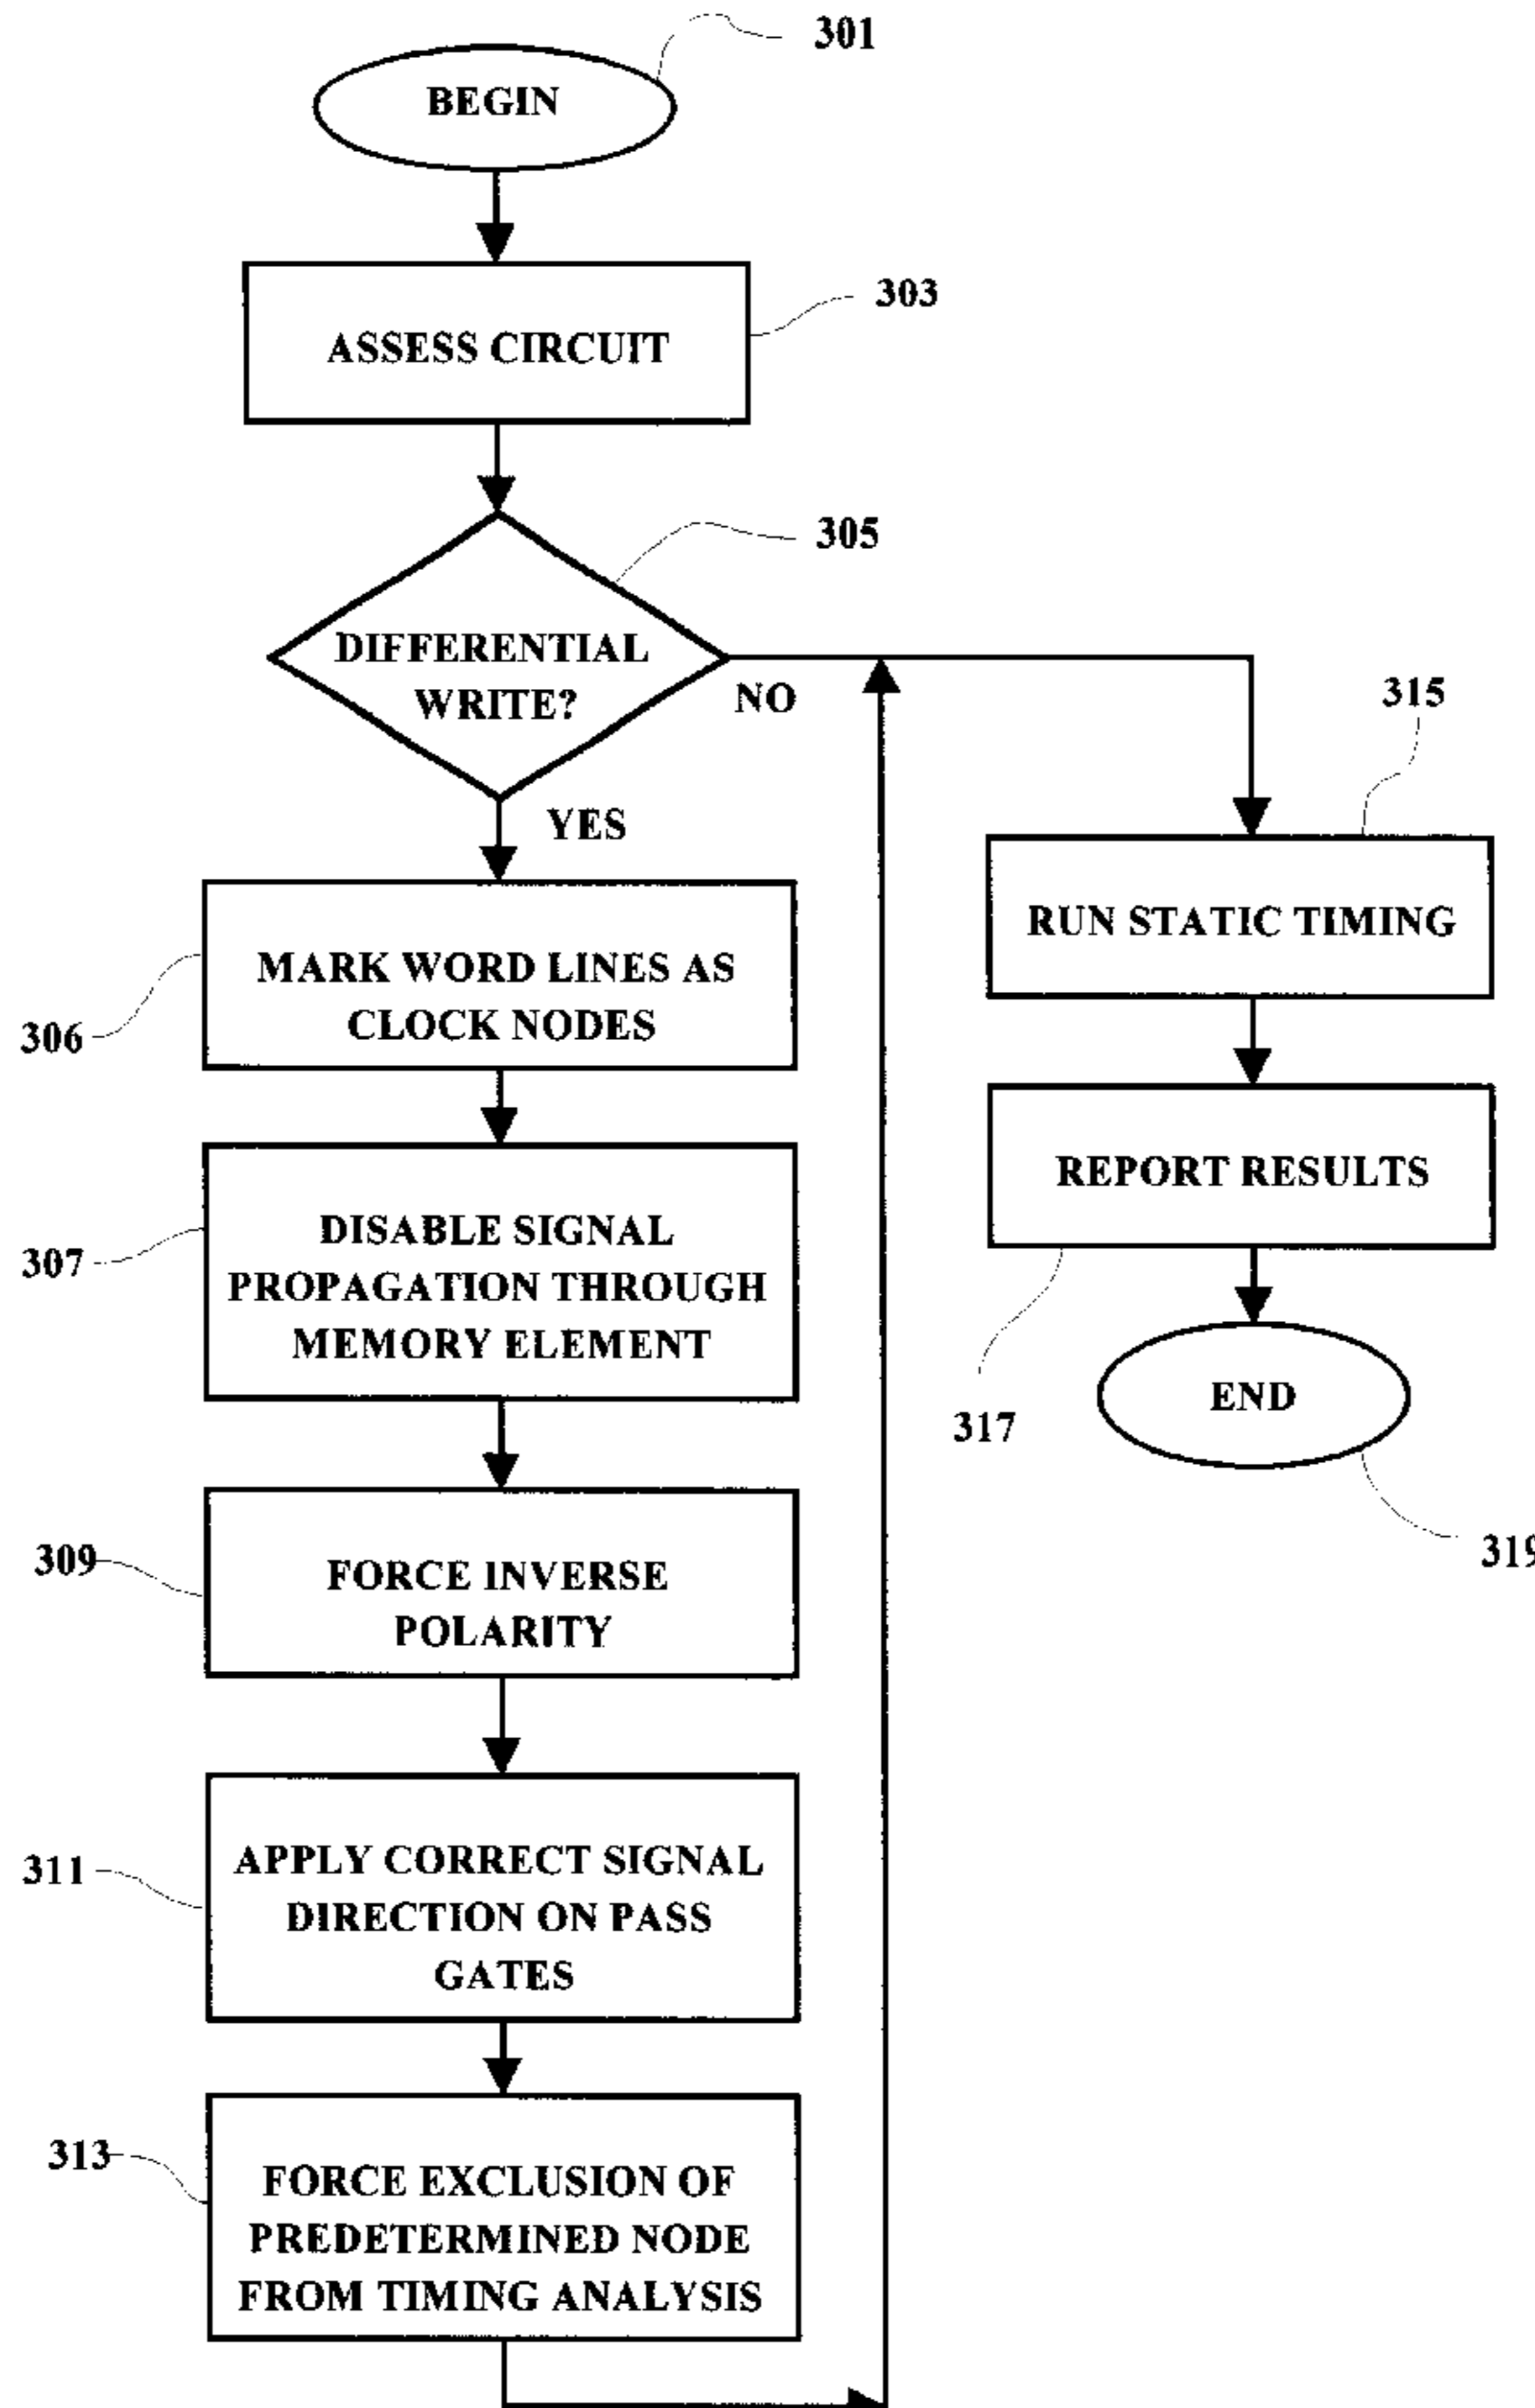 301
BEGIN
303
ASSESS CIRCUIT
305
DIFFERENTIAL
WRITE?
NO
YES
306
MARK WORD LINES AS
CLOCK NODES
307
DISABLE SIGNAL
PROPAGATION THROUGH
MEMORY ELEMENT
309
FORCE INVERSE
POLARITY
311
APPLY CORRECT SIGNAL
DIRECTION ON PASS
GATES
313
FORCE EXCLUSION OF
PREDETERMINED NODE
FROM TIMING ANALYSIS
315
RUN STATIC TIMING
REPORT RESULTS
317
END
319